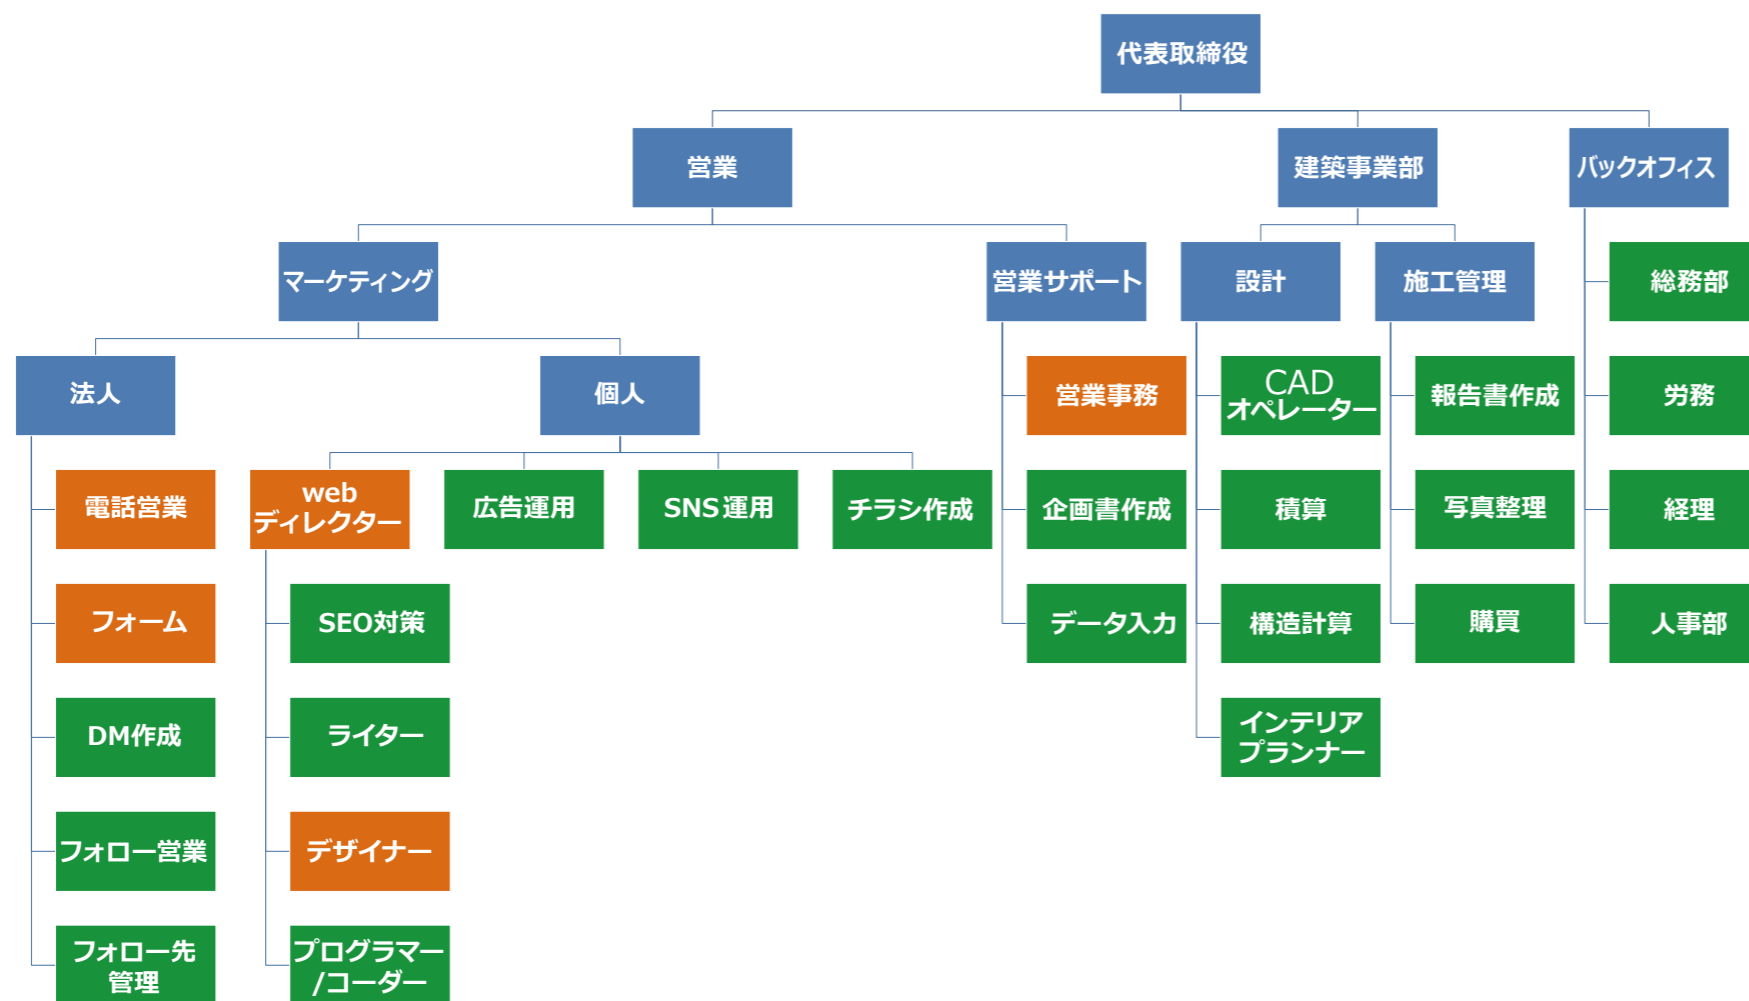 代表取締役
営業
建築事業部
バックオフィス
マーケティング
営業サポート
設計
施工管理
総務部
法人
個人
営業事務
CAD
オペレーター
報告書作成
労務
電話営業
web
ディレクター
広告運用
SNS運用
チラシ作成
企画書作成
積算
写真整理
経理
フォーム
SEO対策
データ入力
構造計算
購買
人事部
DM作成
ライター
インテリア
プランナー
フォロー営業
デザイナー
フォロー先
管理
プログラマー
/コーダー